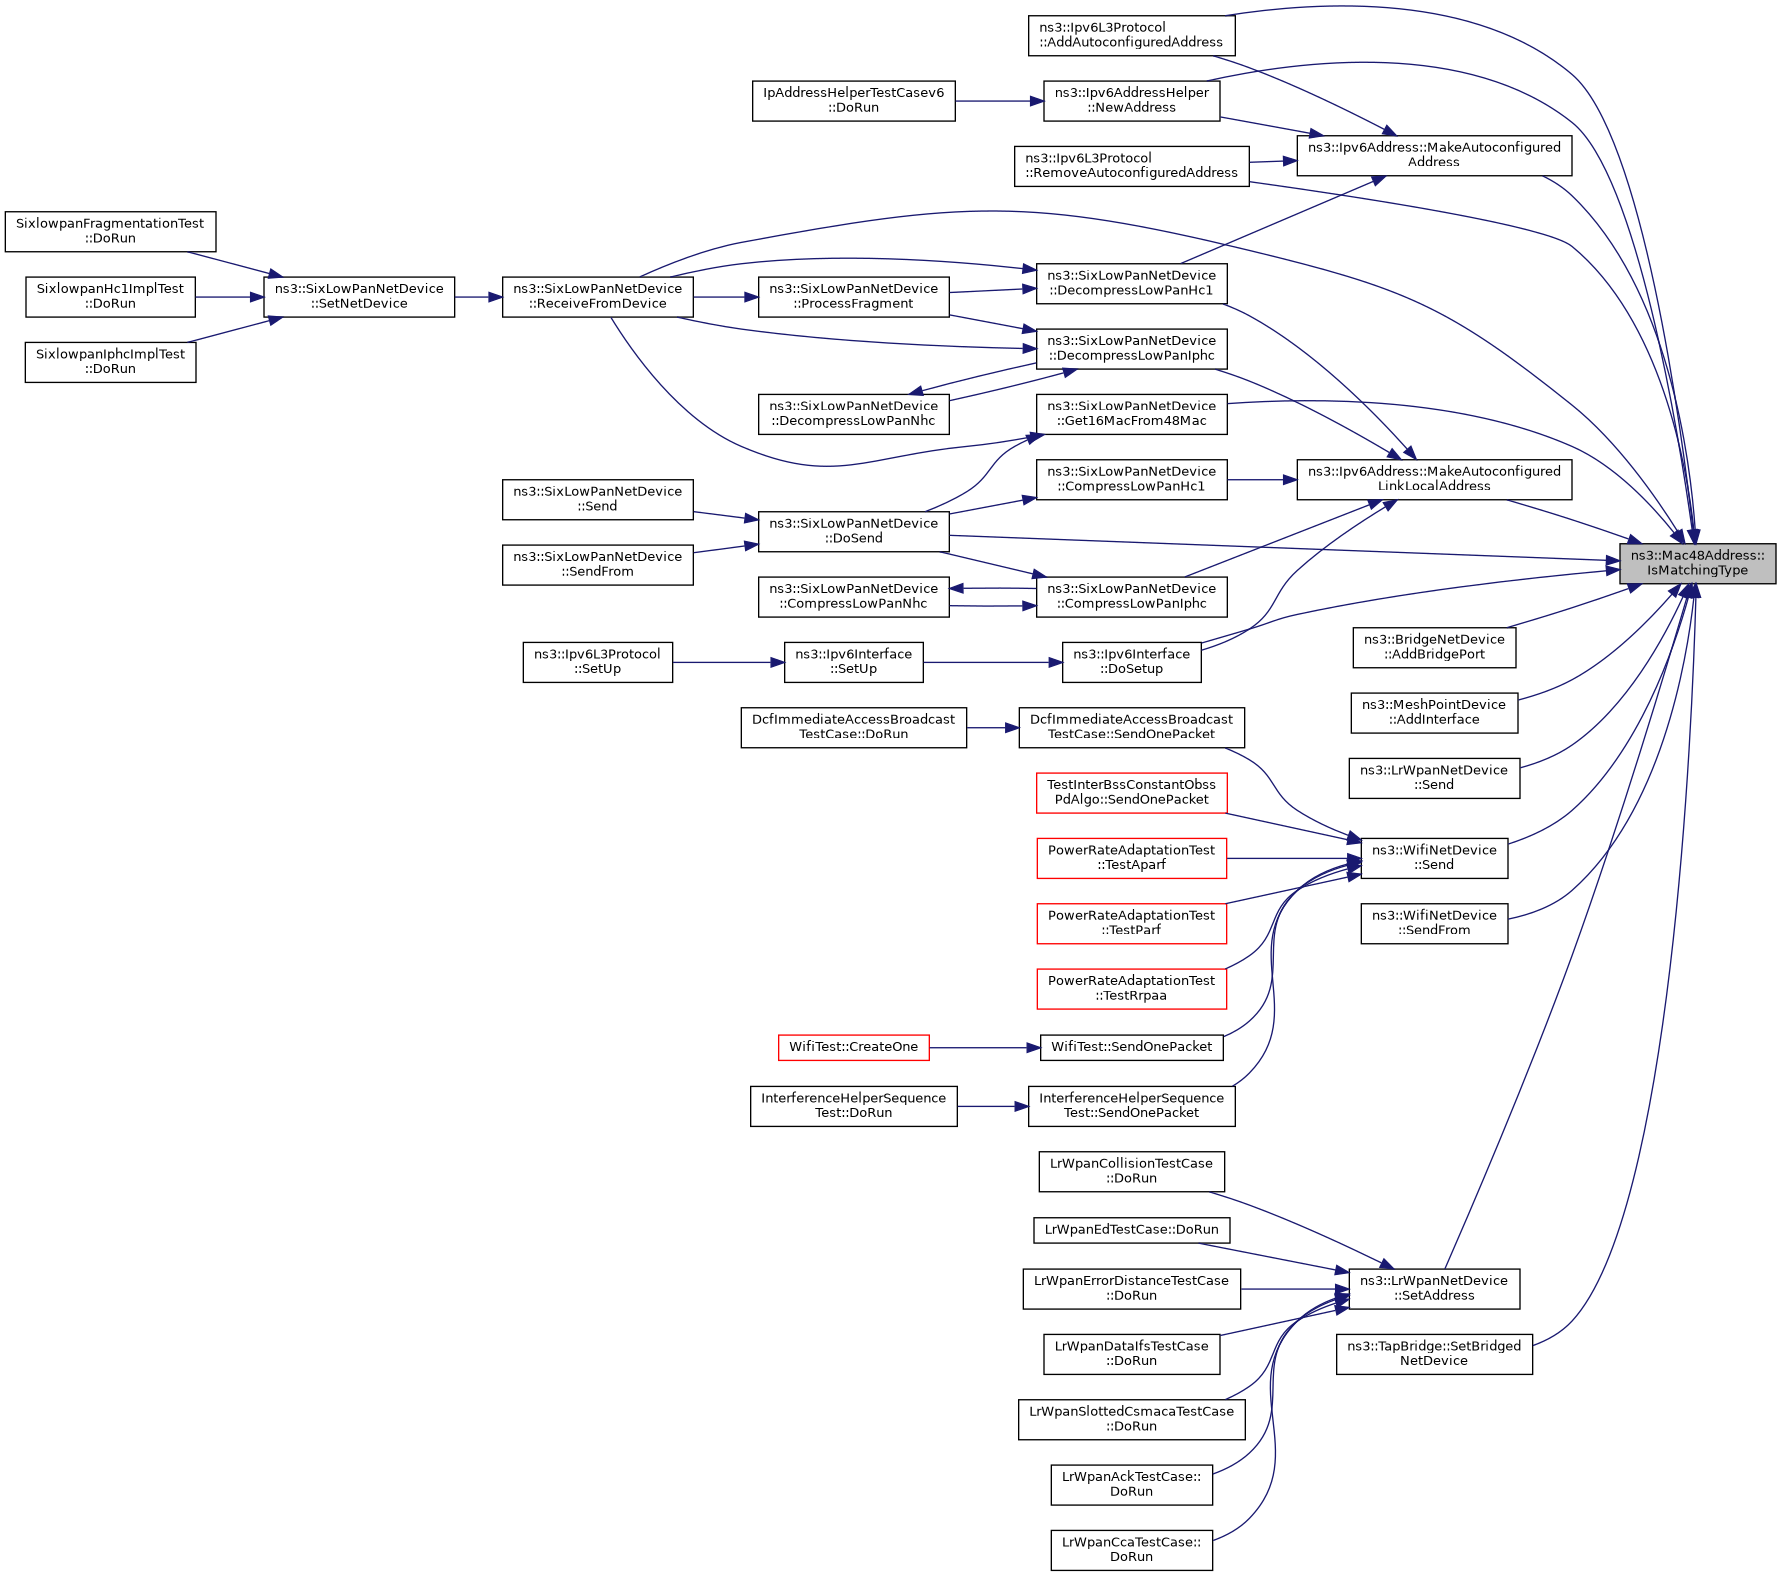 ns3::Ipv6L3Protocol
::AddAutoconfiguredAddress
IpAddressHelperTestCasev6
::DoRun
ns3::Ipv6AddressHelper
::NewAddress
ns3::Ipv6Address::MakeAutoconfigured
Address
ns3::Ipv6L3Protocol
::RemoveAutoconfiguredAddress
SixlowpanFragmentationTest
::DoRun
SixlowpanHc1ImplTest
::DoRun
SixlowpanIphcImplTest
::DoRun
ns3::SixLowPanNetDevice
::SetNetDevice
ns3::SixLowPanNetDevice
::ReceiveFromDevice
ns3::SixLowPanNetDevice
::ProcessFragment
ns3::SixLowPanNetDevice
::DecompressLowPanHc1
ns3::SixLowPanNetDevice
::DecompressLowPanIphc
ns3::SixLowPanNetDevice
::DecompressLowPanNhc
ns3::SixLowPanNetDevice
::Get16MacFrom48Mac
ns3::SixLowPanNetDevice
::CompressLowPanHc1
ns3::Ipv6Address::MakeAutoconfigured
LinkLocalAddress
ns3::SixLowPanNetDevice
::Send
ns3::SixLowPanNetDevice
::DoSend
ns3::SixLowPanNetDevice
::SendFrom
ns3::Mac48Address::
IsMatchingType
ns3::SixLowPanNetDevice
::CompressLowPanNhc
ns3::SixLowPanNetDevice
::CompressLowPanIphc
ns3::Ipv6L3Protocol
::SetUp
ns3::Ipv6Interface
::SetUp
ns3::Ipv6Interface
::DoSetup
ns3::BridgeNetDevice
::AddBridgePort
ns3::MeshPointDevice
::AddInterface
DcfImmediateAccessBroadcast
TestCase::DoRun
DcfImmediateAccessBroadcast
TestCase::SendOnePacket
ns3::LrWpanNetDevice
::Send
TestInterBssConstantObss
PdAlgo::SendOnePacket
PowerRateAdaptationTest
::TestAparf
ns3::WifiNetDevice
::Send
PowerRateAdaptationTest
::TestParf
ns3::WifiNetDevice
::SendFrom
PowerRateAdaptationTest
::TestRrpaa
WifiTest::CreateOne
WifiTest::SendOnePacket
InterferenceHelperSequence
Test::DoRun
InterferenceHelperSequence
Test::SendOnePacket
LrWpanCollisionTestCase
::DoRun
LrWpanEdTestCase::DoRun
LrWpanErrorDistanceTestCase
::DoRun
ns3::LrWpanNetDevice
::SetAddress
LrWpanDataIfsTestCase
::DoRun
ns3::TapBridge::SetBridged
NetDevice
LrWpanSlottedCsmacaTestCase
::DoRun
LrWpanAckTestCase::
DoRun
LrWpanCcaTestCase::
DoRun